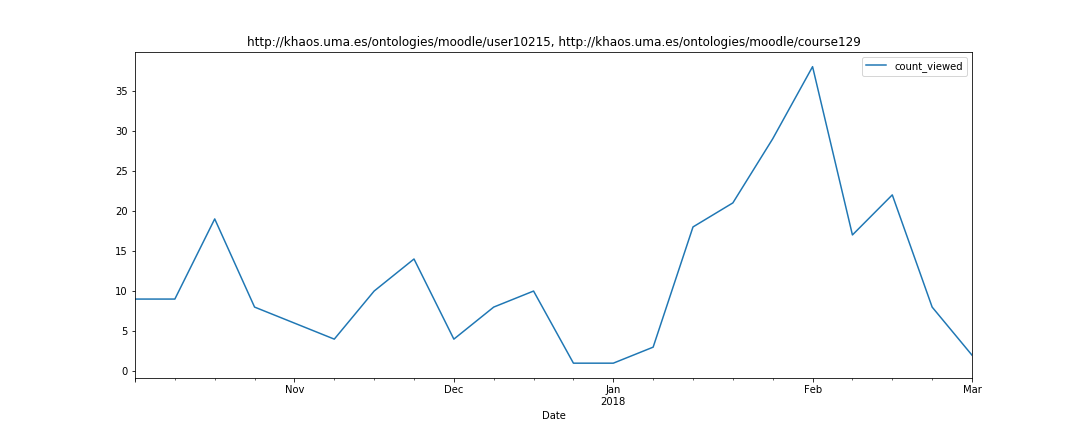 http://khaos.uma.es/ontologies/moodle/user10215, http://khaos.uma.es/ontologies/moodle/course129
count_viewed
35
30
25
20
15
10
5
0
Nov Dec Jan Feb Mar
2018
Date